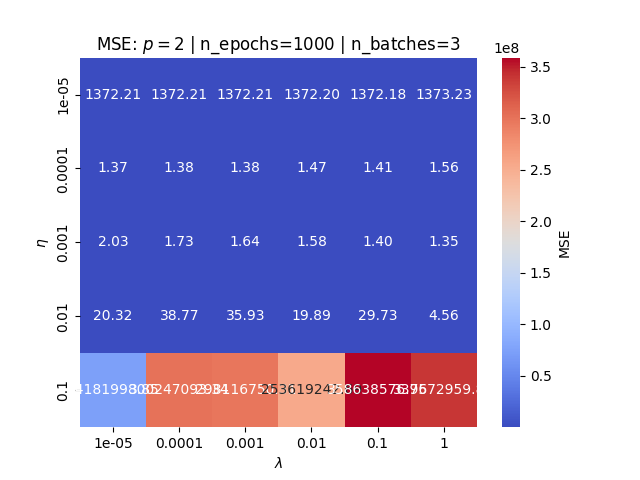 MSE: p = 2 | n_epochs=1000 | n_batches=3
1e8
1e-05 1372.21 1372.21 1372.21 1372.20 1372.18 1373.23
0.0001 1.37 1.38 1.38 1.47 1.41 1.56
0.001 2.03 1.73 1.64 1.58 1.40 1.35
0.01 20.32 38.77 35.93 19.89 29.73 4.56
0.1
1e-05 0.0001 0.001 0.01 0.1 1
λ
η
3.5
3.0
2.5
2.0
1.5
1.0
0.5
MSE